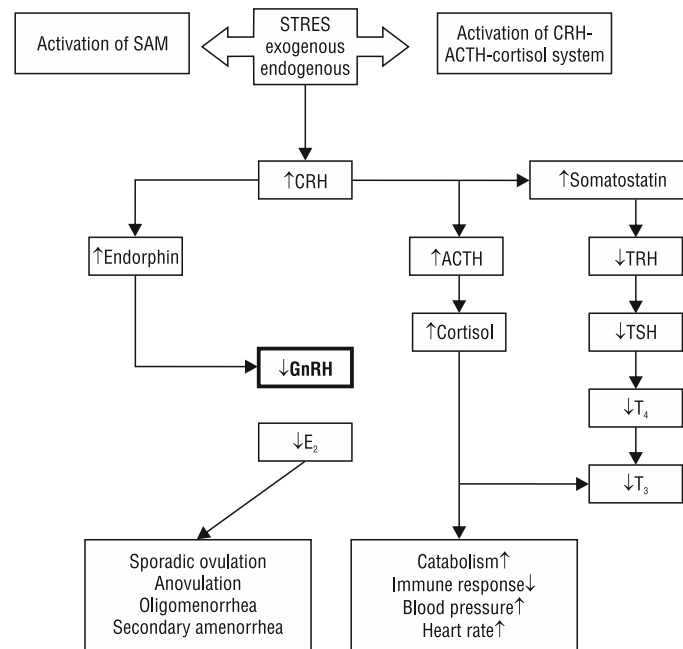 Activation of SAM
STRES
exogenous
endogenous
Activation of CRH-
ACTH-cortisol system
↑CRH
↑Somatostatin
↑Endorphin
↑ACTH
↓TRH
↑Cortisol
↓TSH
↓GnRH
↓T₄
↓E₂
↓T₃
Sporadic ovulation
Anovulation
Oligomenorrhea
Secondary amenorrhea
Catabolism↑
Immune response↓
Blood pressure↑
Heart rate↑